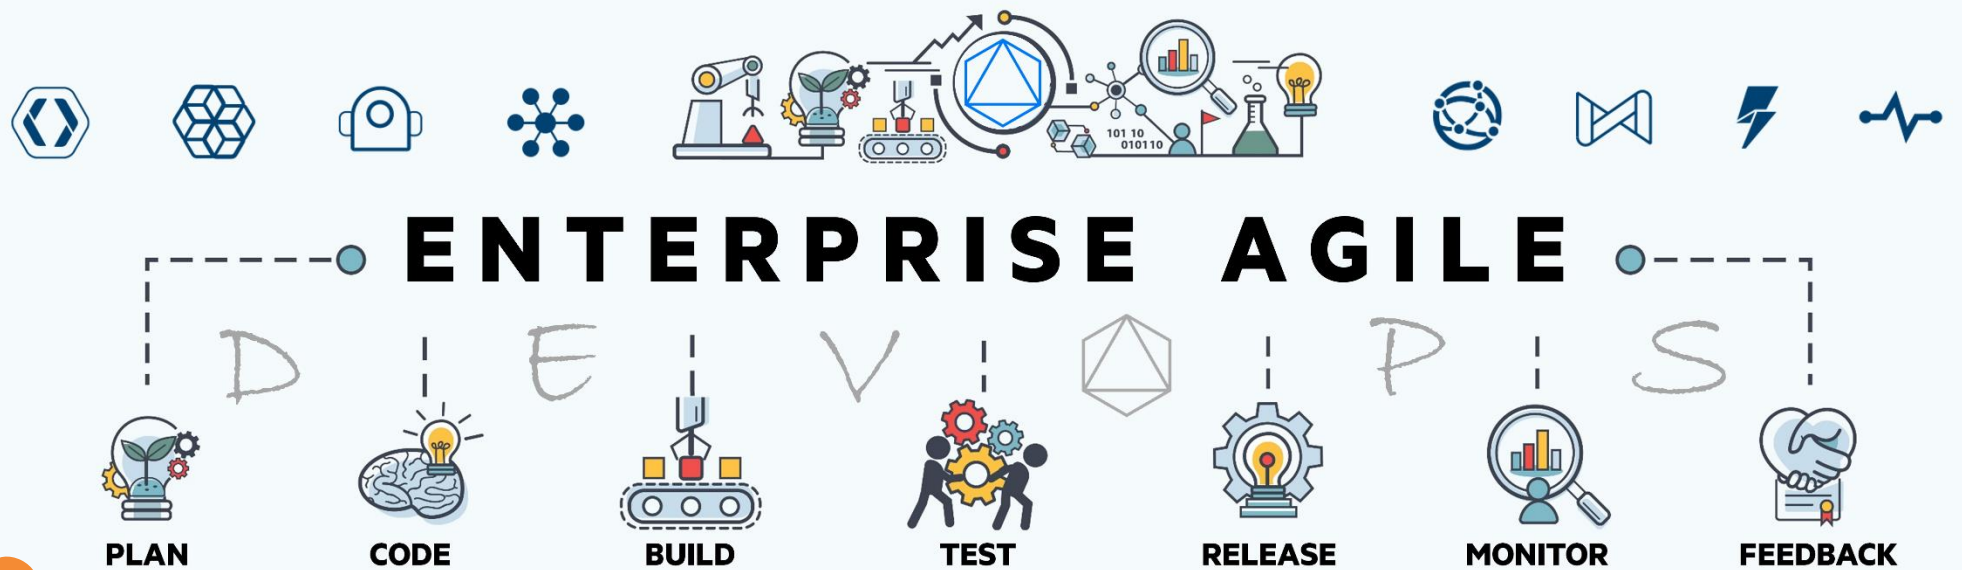 101 10
010110
ENTERPRISE AGILE
D E V P S
PLAN CODE BUILD TEST RELEASE MONITOR FEEDBACK